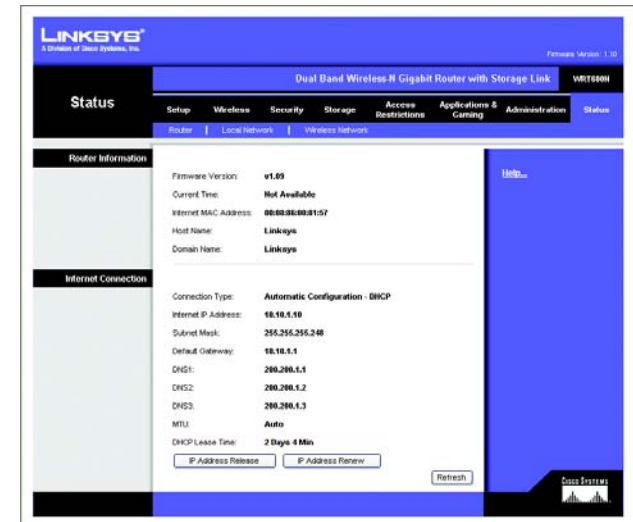 LINKSYS®
A Division of Cisco Systems, Inc.
Firmware Version: 1.10
Dual Band Wireless-N Gigabit Router with Storage Link WRT600N
Status
Setup Wireless Security Storage Access Restrictions Applications & Gaming Administration Status
Router | Local Network | Wireless Network
Router Information
Help...
Firmware Version: v1.09
Current Time: Not Available
Internet MAC Address:
Host Name: Linksys
Domain Name: Linksys
Internet Connection
Connection Type: Automatic Configuration - DHCP
Internet IP Address: 10.10.1.10
Subnet Mask: 255.255.255.240
Default Gateway: 10.10.1.1
DNS1: 200.200.1.1
DNS2: 200.200.1.2
DNS3: 200.200.1.3
MTU: Auto
DHCP Lease Time: 2 Days 4 Min
IP Address Release IP Address Renew
Refresh
CISCO SYSTEMS